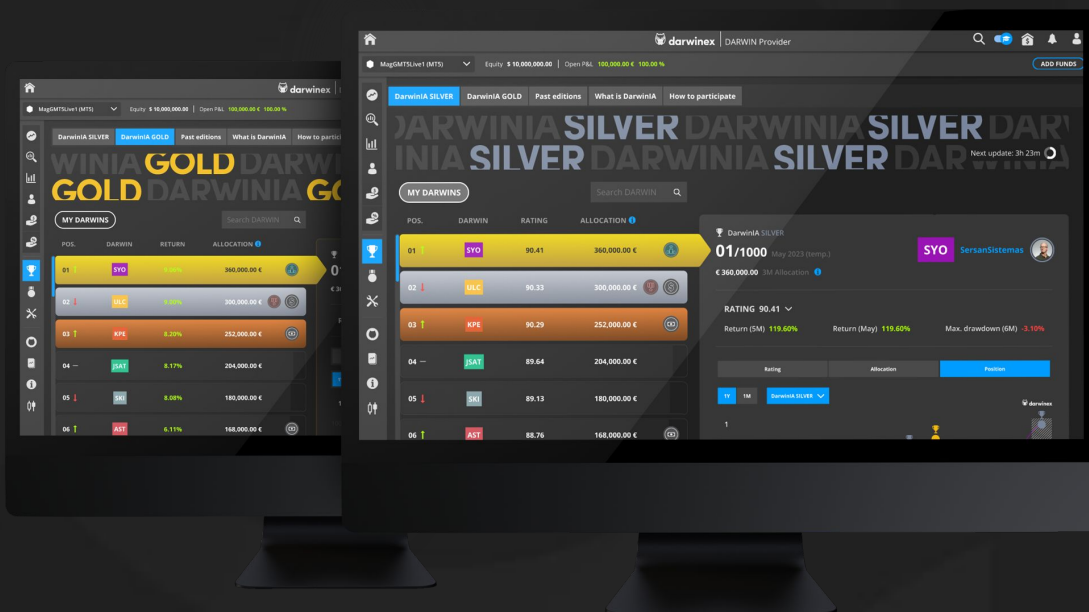 darwinex
MagGMTSLive1 (MT5) Equity $ 10,000,000.00 Open P&L 100,000.00 € 100.00 %
DarwinIA SILVER DarwinIA GOLD Past editions What is DarwinIA How to partic
WINIA GOLD DARW
GOLD DARWINIA GO
MY DARWINS Search DARWIN
POS. DARWIN RETURN ALLOCATION
01 SYO 360,000.00 €
02 ULC 300,000.00 €
03 KPE 8.20% 252,000.00 €
04 JSAT 8.17% 204,000.00 €
05 SKI 8.08% 180,000.00 €
06 AST 6.11% 168,000.00 €
darwinex DARWIN Provider
MagGMTSLive1 (MT5) Equity $ 10,000,000.00 Open P&L 100,000.00 € 100.00 %
ADD FUNDS
DarwinIA SILVER DarwinIA GOLD Past editions What is DarwinIA How to participate
DARWINIA SILVER DARWINIA SILVER DARW
INIA SILVER DARWINIA SILVER DARWINIA
Next update: 3h 23m
MY DARWINS Search DARWIN
POS. DARWIN RATING ALLOCATION
01 SYO 90.41 360,000.00 €
02 ULC 90.33 300,000.00 €
03 KPE 90.29 252,000.00 €
04 JSAT 89.64 204,000.00 €
05 SKI 89.13 180,000.00 €
06 AST 88.76 168,000.00 €
DarwinIA SILVER
01/1000 May 2023 (temp.)
€ 360,000.00 3M Allocation
SYO SersanSistemas
RATING 90.41
Return (5M) 119.60% Return (May) 119.60% Max. drawdown (6M) -3.10%
Rating Allocation Position
1Y 1M DarwinIA SILVER
darwinex
1